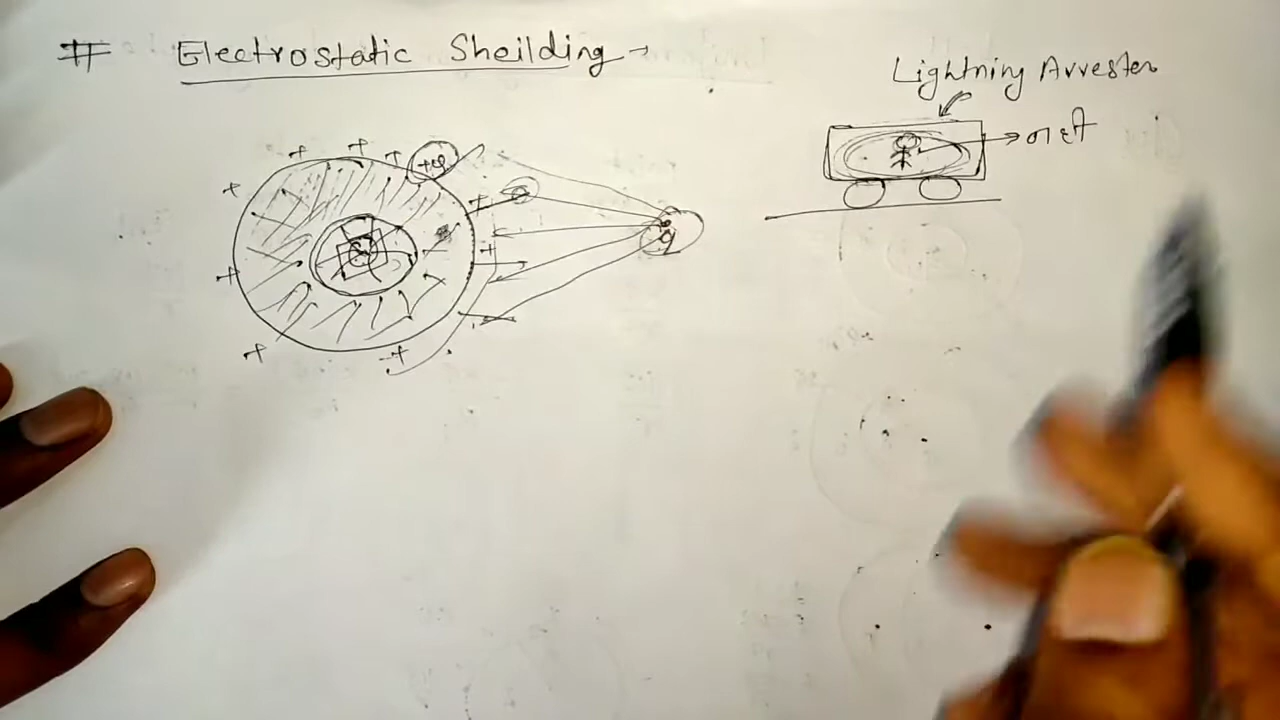 # Electrostatic Sheilding →
Lightning Arrester
+ + + + + + + + + +
+Q
q